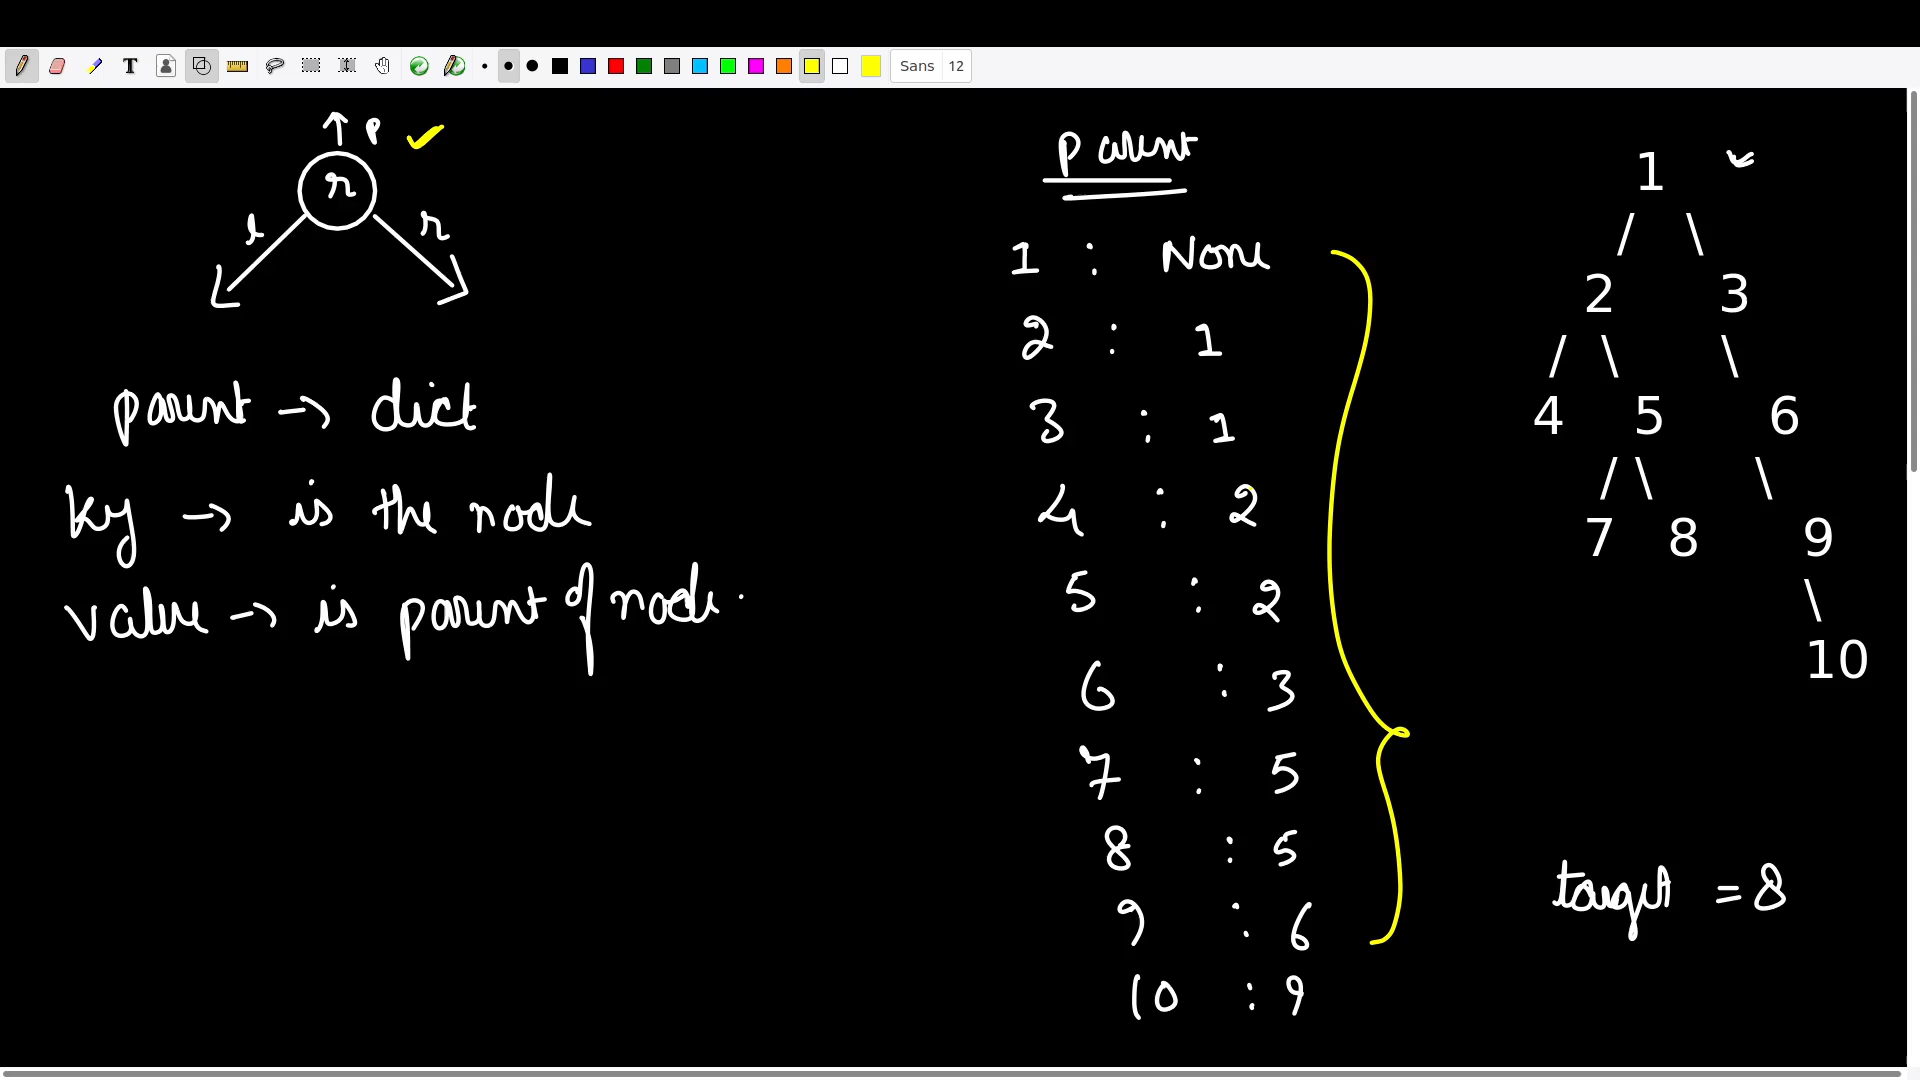 Sans 12
p
r
l r
parent -> dict
key -> is the node
value -> is parent of node .
parent
1 : None
2 : 1
3 : 1
4 : 2
5 : 2
6 : 3
7 : 5
8 : 5
9 : 6
10 : 9
1
/ \
2 3
/ \ \
4 5 6
/ \ \
7 8 9
\
10
target = 8